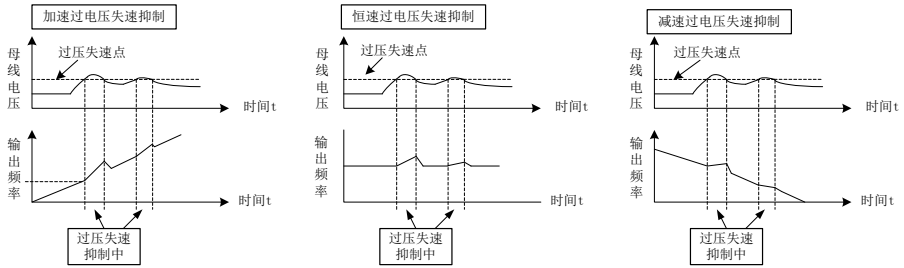 加速过电压失速抑制
母线电压
过压失速点
时间t
输出频率
时间t
过压失速
抑制中
恒速过电压失速抑制
母线电压
过压失速点
时间t
输出频率
时间t
过压失速
抑制中
减速过电压失速抑制
母线电压
过压失速点
时间t
输出频率
时间t
过压失速
抑制中